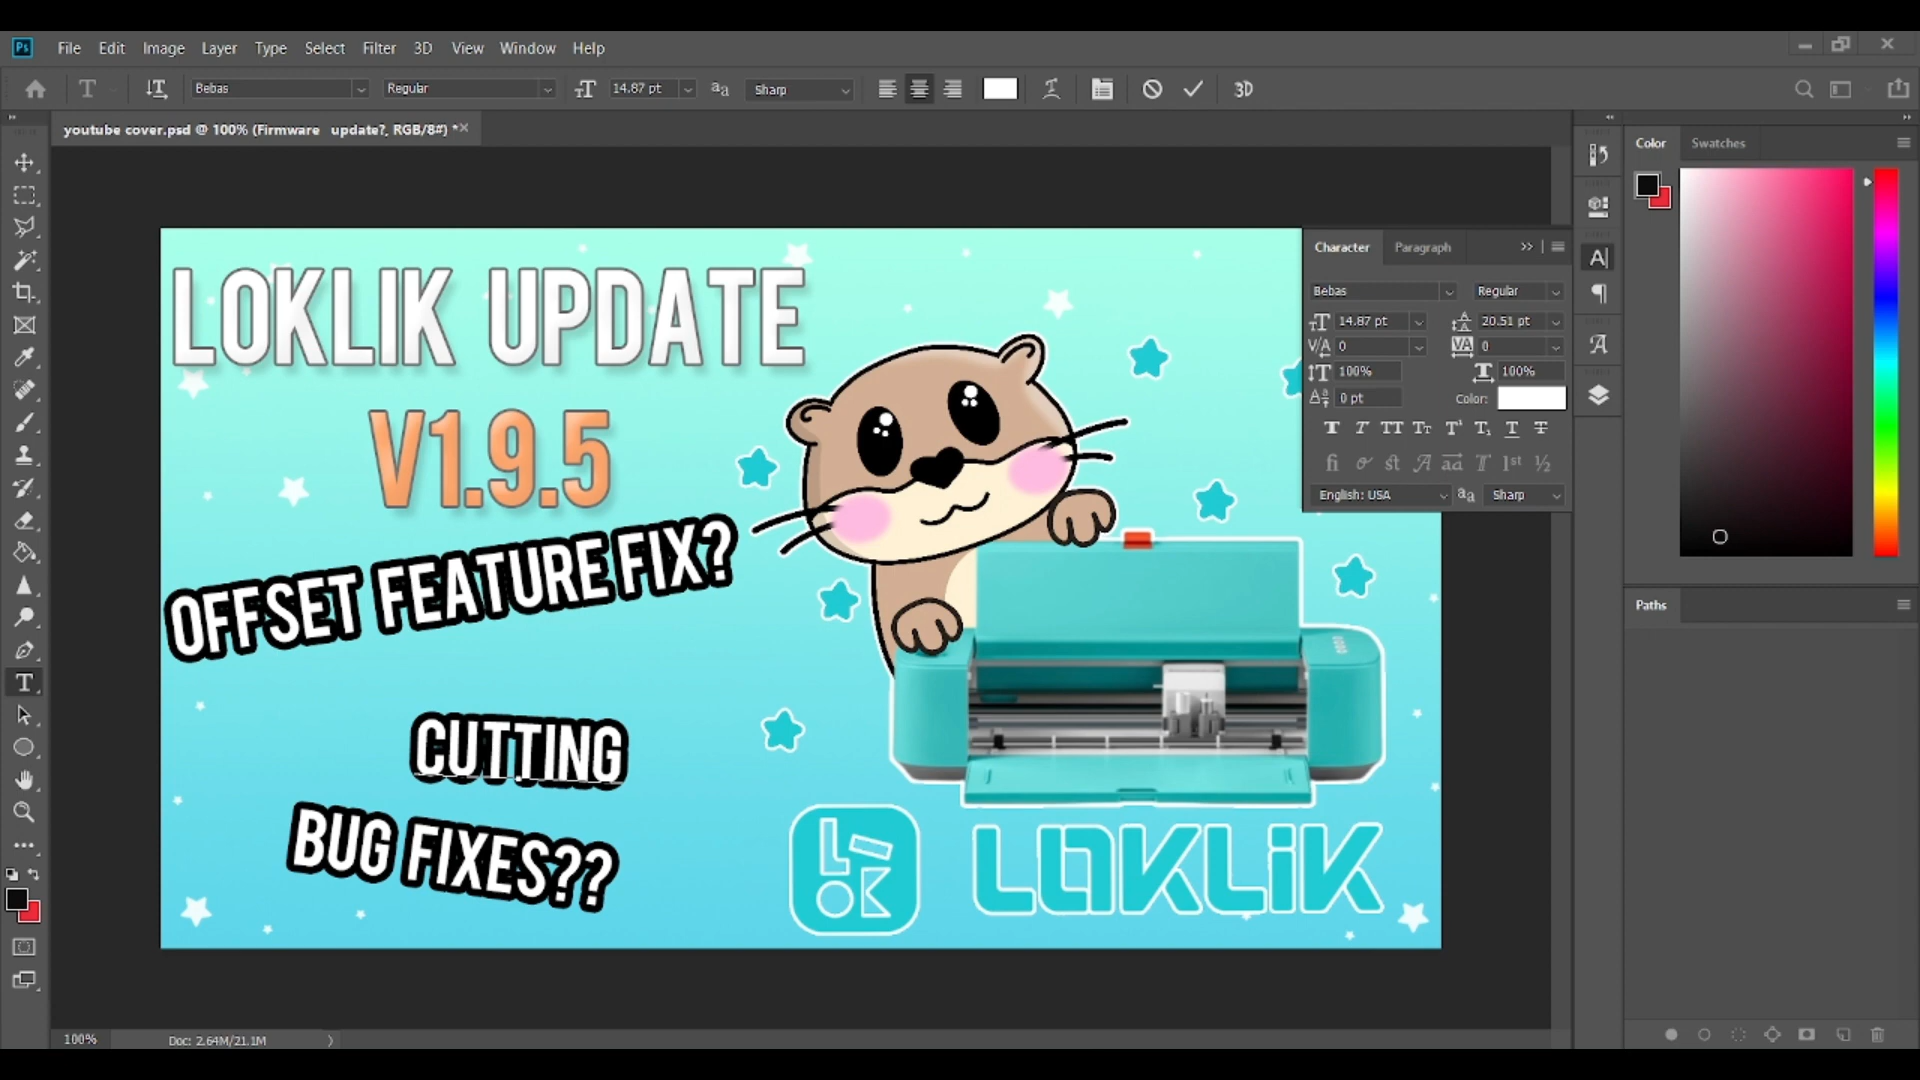 Ps File Edit Image Layer Type Select Filter 3D View Window Help
Bebas Regular 14.87 pt Sharp 3D
youtube cover.psd @ 100% (Firmware update?, RGB/8#) *
Color Swatches
Character Paragraph
Bebas Regular
14.87 pt 20.51 pt
0 0
100% 100%
0 pt Color:
English: USA Sharp
Paths
LOKLIK UPDATE
V1.9.5
OFFSET FEATURE FIX?
CUTTING
BUG FIXES??
LOKLiK
100% Doc: 2.64M/21.1M